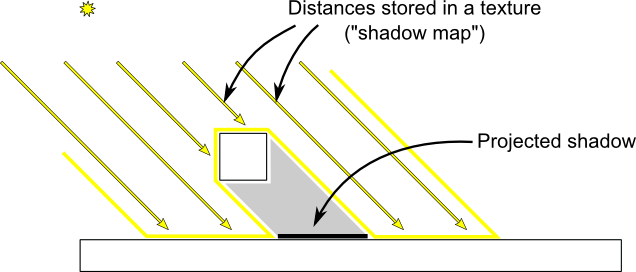 Distances stored in a texture
("shadow map")
Projected shadow